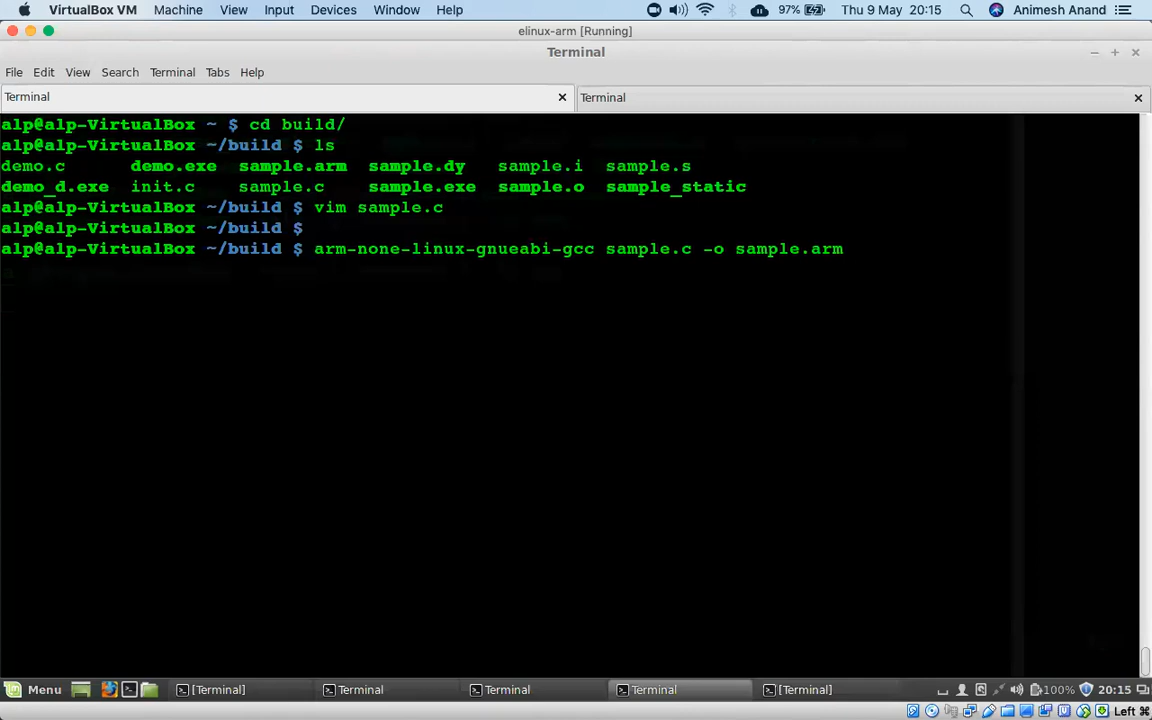 VirtualBox VM Machine View Input Devices Window Help 97% Thu 9 May 20:15 Animesh Anand
elinux-arm [Running]
Terminal
File Edit View Search Terminal Tabs Help
Terminal Terminal
alp@alp-VirtualBox ~ $ cd build/
alp@alp-VirtualBox ~/build $ ls
demo.c demo.exe sample.arm sample.dy sample.i sample.s
demo_d.exe init.c sample.c sample.exe sample.o sample_static
alp@alp-VirtualBox ~/build $ vim sample.c
alp@alp-VirtualBox ~/build $
alp@alp-VirtualBox ~/build $ arm-none-linux-gnueabi-gcc sample.c -o sample.arm
Menu [Terminal] Terminal Terminal Terminal [Terminal] 100% 20:15
Left ⌘